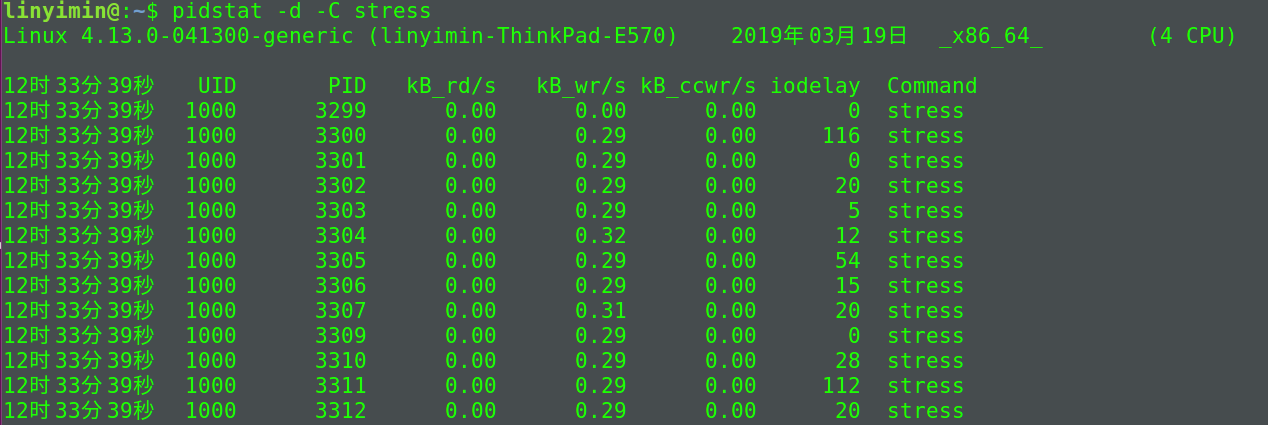 linyimin@:~$ pidstat -d -C stress
Linux 4.13.0-041300-generic (linyimin-ThinkPad-E570) 2019年03月19日 _x86_64_ (4 CPU)
12时33分39秒 UID PID kB_rd/s kB_wr/s kB_ccwr/s iodelay Command
12时33分39秒 1000 3299 0.00 0.00 0.00 0 stress
12时33分39秒 1000 3300 0.00 0.29 0.00 116 stress
12时33分39秒 1000 3301 0.00 0.29 0.00 0 stress
12时33分39秒 1000 3302 0.00 0.29 0.00 20 stress
12时33分39秒 1000 3303 0.00 0.29 0.00 5 stress
12时33分39秒 1000 3304 0.00 0.32 0.00 12 stress
12时33分39秒 1000 3305 0.00 0.29 0.00 54 stress
12时33分39秒 1000 3306 0.00 0.29 0.00 15 stress
12时33分39秒 1000 3307 0.00 0.31 0.00 20 stress
12时33分39秒 1000 3309 0.00 0.29 0.00 0 stress
12时33分39秒 1000 3310 0.00 0.29 0.00 28 stress
12时33分39秒 1000 3311 0.00 0.29 0.00 112 stress
12时33分39秒 1000 3312 0.00 0.29 0.00 20 stress